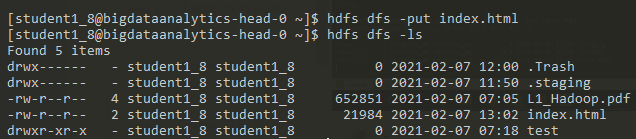 [student1_8@bigdataanalytics-head-0 ~]$ hdfs dfs -put index.html
[student1_8@bigdataanalytics-head-0 ~]$ hdfs dfs -ls
Found 5 items
drwx------   - student1_8 student1_8          0 2021-02-07 12:00 .Trash
drwx------   - student1_8 student1_8          0 2021-02-07 11:50 .staging
-rw-r--r--   4 student1_8 student1_8     652851 2021-02-07 07:05 L1_Hadoop.pdf
-rw-r--r--   2 student1_8 student1_8      21984 2021-02-07 13:02 index.html
drwxr-xr-x   - student1_8 student1_8          0 2021-02-07 07:18 test